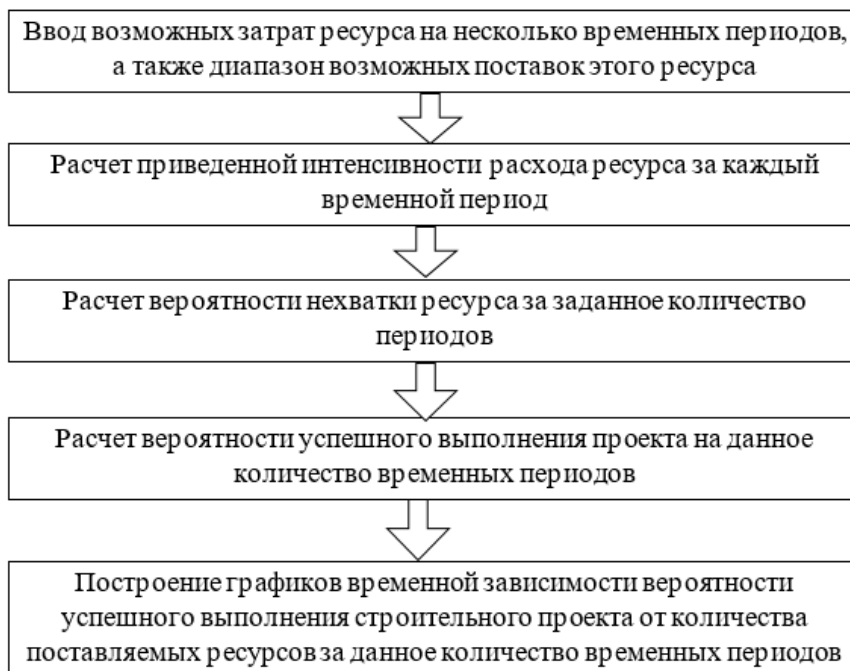 Ввод возможных затрат ресурса на несколько временных периодов,
а также диапазон возможных поставок этого ресурса
Расчет приведенной интенсивности расхода ресурса за каждый
временной период
Расчет вероятности нехватки ресурса за заданное количество
периодов
Расчет вероятности успешного выполнения проекта на данное
количество временных периодов
Построение графиков временной зависимости вероятности
успешного выполнения строительного проекта от количества
поставляемых ресурсов за данное количество временных периодов